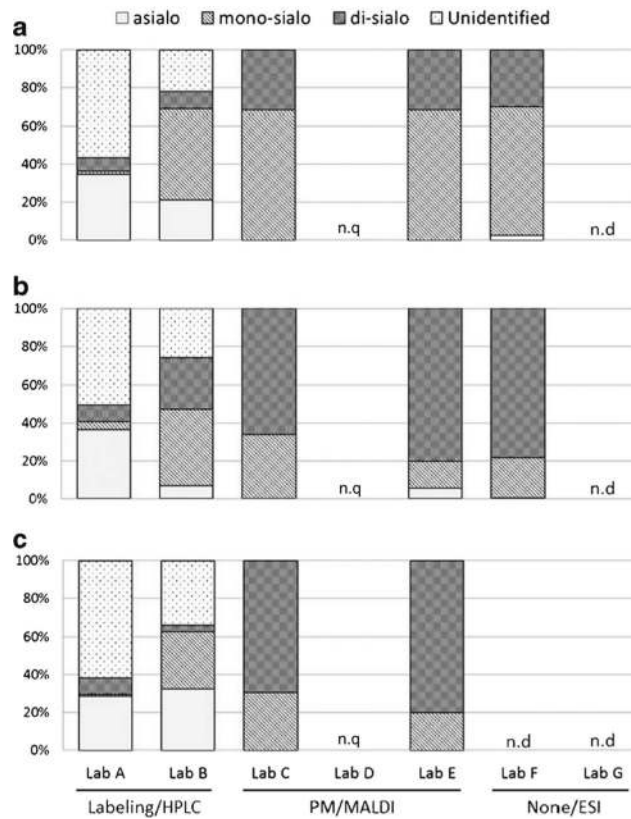 asialo mono-sialo di-sialo Unidentified
a
100%
80%
60%
40%
20%
0%
n.q
n.d
b
100%
80%
60%
40%
20%
0%
n.q
n.d
c
100%
80%
60%
40%
20%
0%
n.q
n.d
n.d
Lab A Lab B Lab C Lab D Lab E Lab F Lab G
Labeling/HPLC PM/MALDI None/ESI